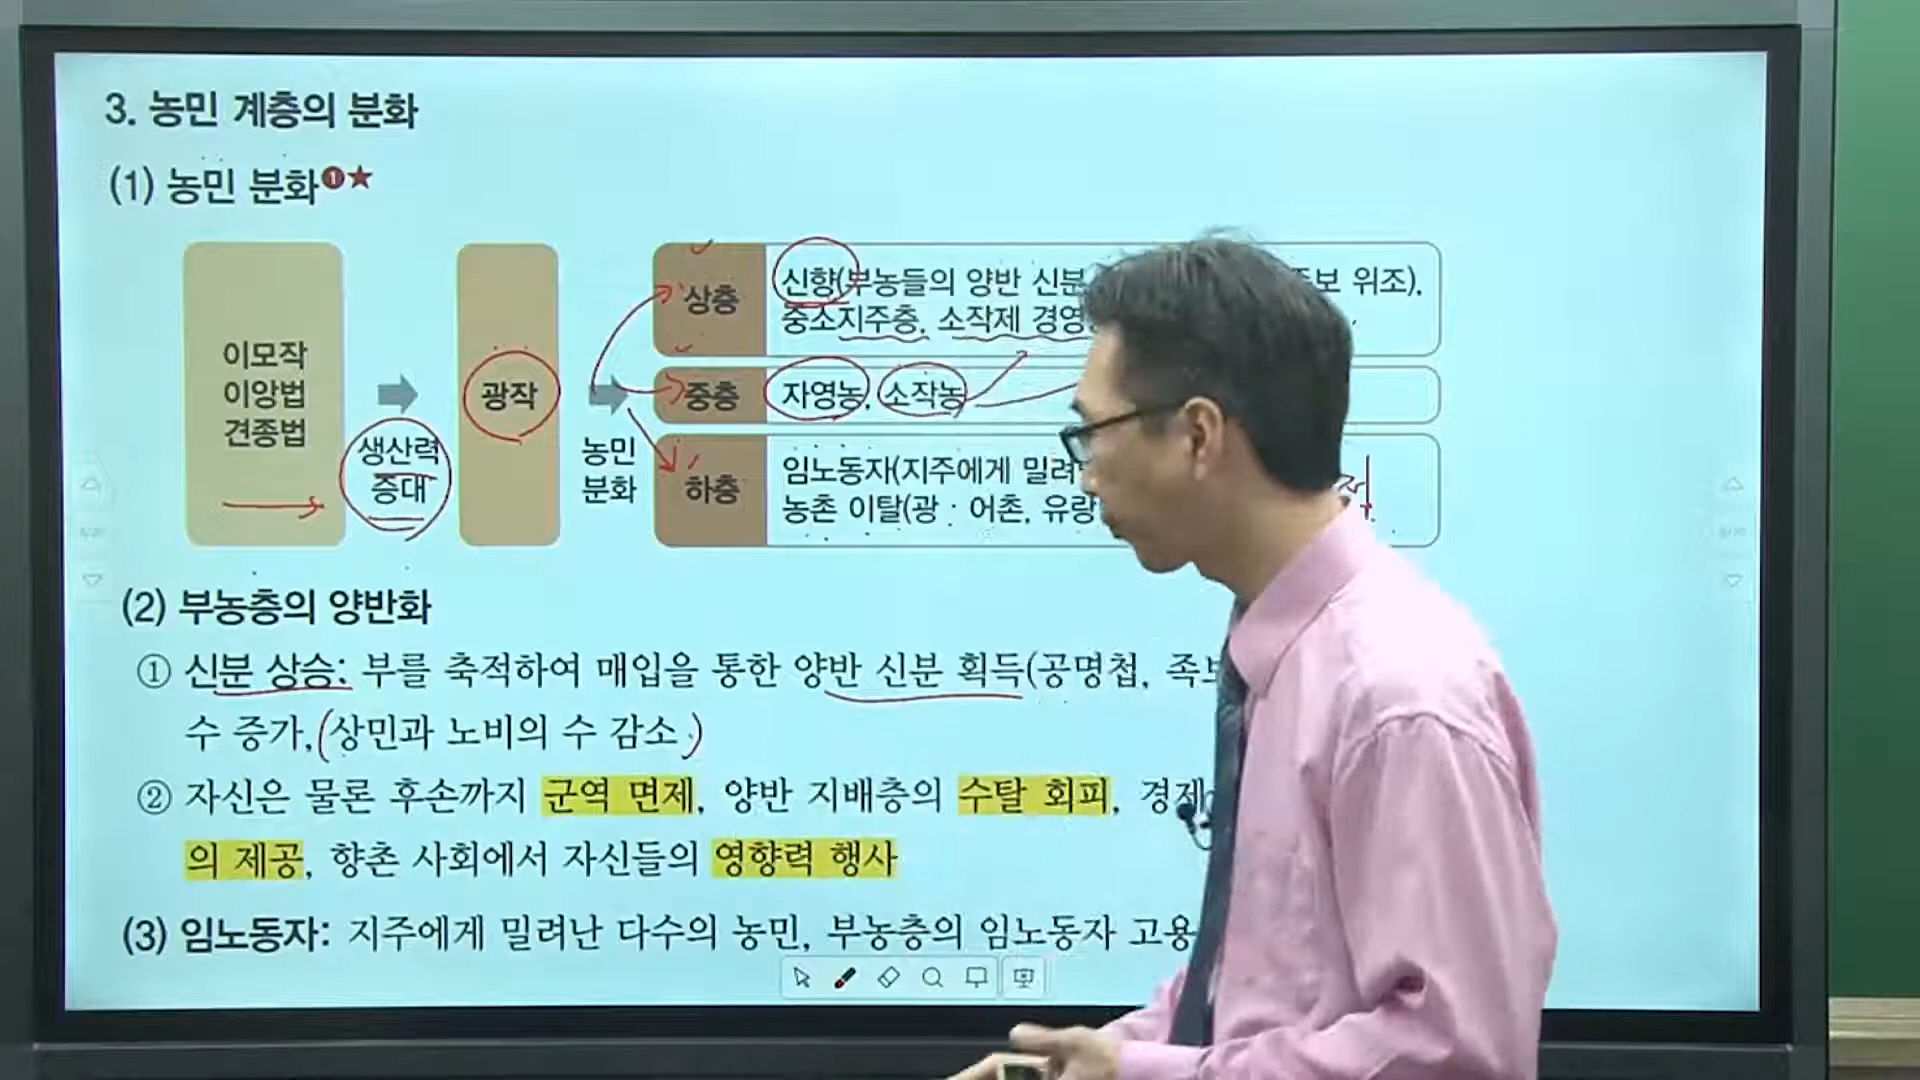 3. 농민 계층의 분화
(1) 농민 분화❶★
이모작
이앙법
견종법
생산력
증대
광작
농민
분화
상층
신향(부농들의 양반 신분 위조),
중소지주층, 소작제 경영
중층
자영농, 소작농
하층
임노동자(지주에게 밀려
농촌 이탈(광·어촌, 유랑
(2) 부농층의 양반화
① 신분 상승: 부를 축적하여 매입을 통한 양반 신분 획득(공명첩,
수 증가, (상민과 노비의 수 감소)
② 자신은 물론 후손까지 군역 면제, 양반 지배층의 수탈 회피, 경제
의 제공, 향촌 사회에서 자신들의 영향력 행사
(3) 임노동자: 지주에게 밀려난 다수의 농민, 부농층의 임노동자 고용